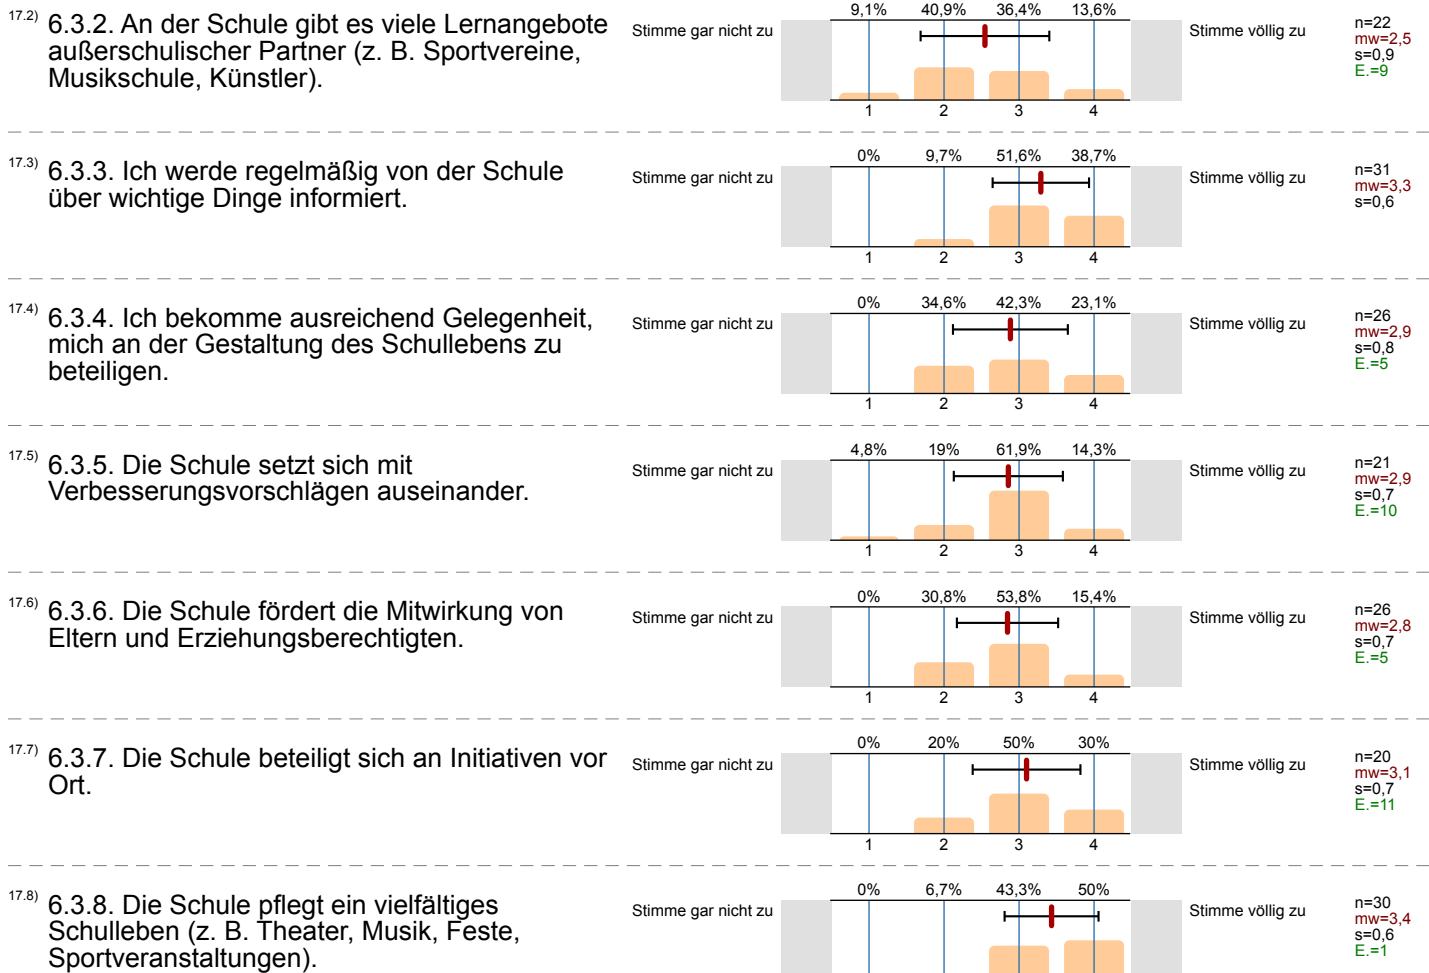 17.2) 6.3.2. An der Schule gibt es viele Lernangebote
außerschulischer Partner (z. B. Sportvereine,
Musikschule, Künstler).
Stimme gar nicht zu
9,1% 40,9% 36,4% 13,6%
1 2 3 4
Stimme völlig zu
n=22
mw=2,5
s=0,9
E.=9
17.3) 6.3.3. Ich werde regelmäßig von der Schule
über wichtige Dinge informiert.
Stimme gar nicht zu
0% 9,7% 51,6% 38,7%
1 2 3 4
Stimme völlig zu
n=31
mw=3,3
s=0,6
17.4) 6.3.4. Ich bekomme ausreichend Gelegenheit,
mich an der Gestaltung des Schullebens zu
beteiligen.
Stimme gar nicht zu
0% 34,6% 42,3% 23,1%
1 2 3 4
Stimme völlig zu
n=26
mw=2,9
s=0,8
E.=5
17.5) 6.3.5. Die Schule setzt sich mit
Verbesserungsvorschlägen auseinander.
Stimme gar nicht zu
4,8% 19% 61,9% 14,3%
1 2 3 4
Stimme völlig zu
n=21
mw=2,9
s=0,7
E.=10
17.6) 6.3.6. Die Schule fördert die Mitwirkung von
Eltern und Erziehungsberechtigten.
Stimme gar nicht zu
0% 30,8% 53,8% 15,4%
1 2 3 4
Stimme völlig zu
n=26
mw=2,8
s=0,7
E.=5
17.7) 6.3.7. Die Schule beteiligt sich an Initiativen vor
Ort.
Stimme gar nicht zu
0% 20% 50% 30%
1 2 3 4
Stimme völlig zu
n=20
mw=3,1
s=0,7
E.=11
17.8) 6.3.8. Die Schule pflegt ein vielfältiges
Schulleben (z. B. Theater, Musik, Feste,
Sportveranstaltungen).
Stimme gar nicht zu
0% 6,7% 43,3% 50%
Stimme völlig zu
n=30
mw=3,4
s=0,6
E.=1